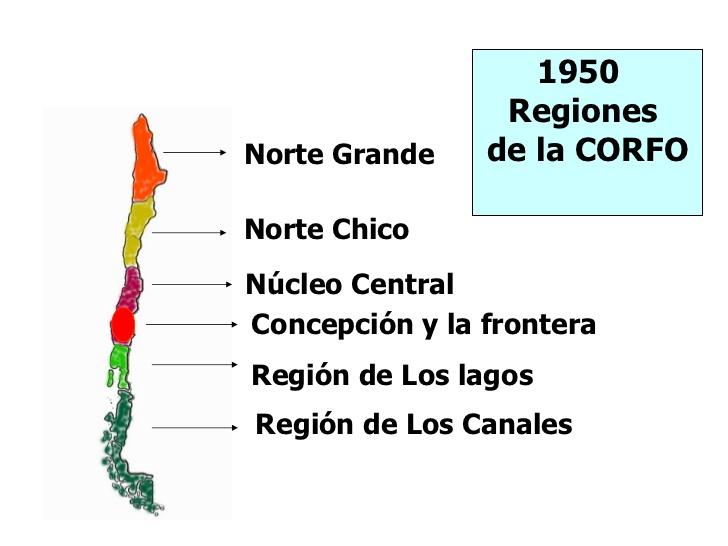 1950
Regiones
de la CORFO
Norte Grande
Norte Chico
Núcleo Central
Concepción y la frontera
Región de Los lagos
Región de Los Canales